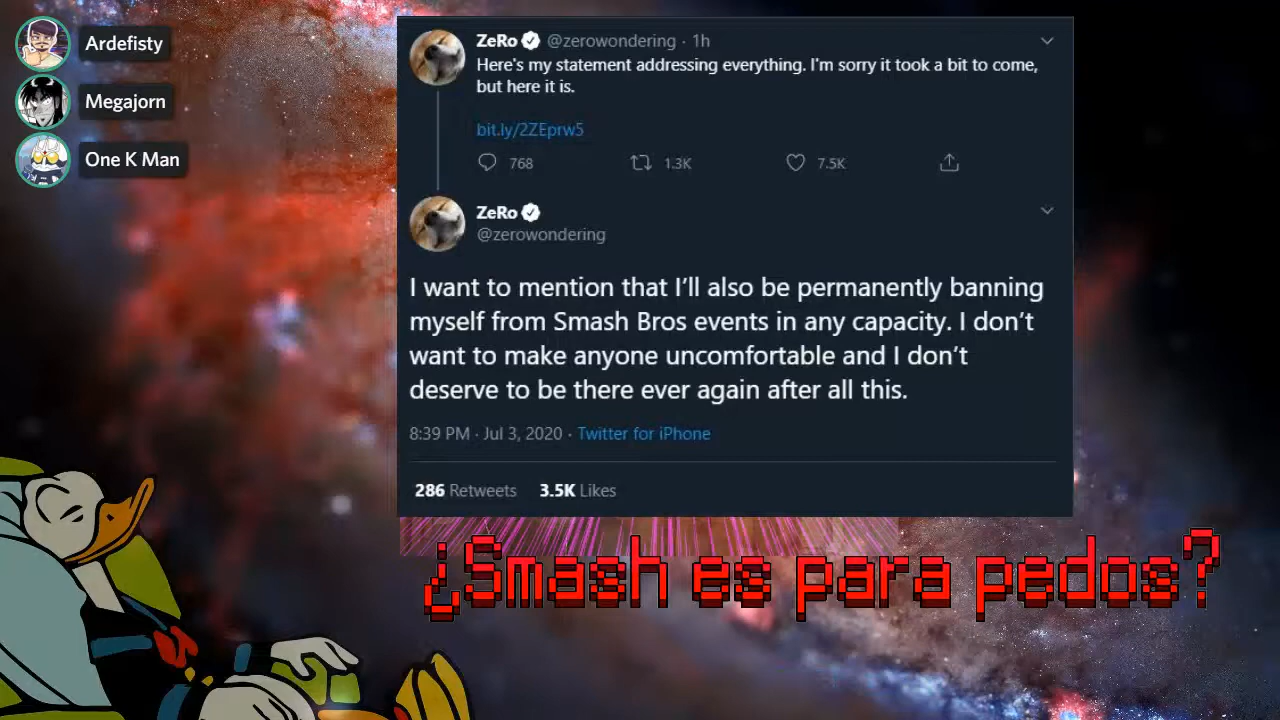 Ardefisty
Megajorn
One K Man
ZeRo @zerowondering · 1h
Here's my statement addressing everything. I'm sorry it took a bit to come,
but here it is.
bit.ly/2ZEprw5
768 1.3K 7.5K
ZeRo
@zerowondering
I want to mention that I'll also be permanently banning
myself from Smash Bros events in any capacity. I don't
want to make anyone uncomfortable and I don't
deserve to be there ever again after all this.
8:39 PM · Jul 3, 2020 · Twitter for iPhone
286 Retweets 3.5K Likes
¿Smash es para pedos?